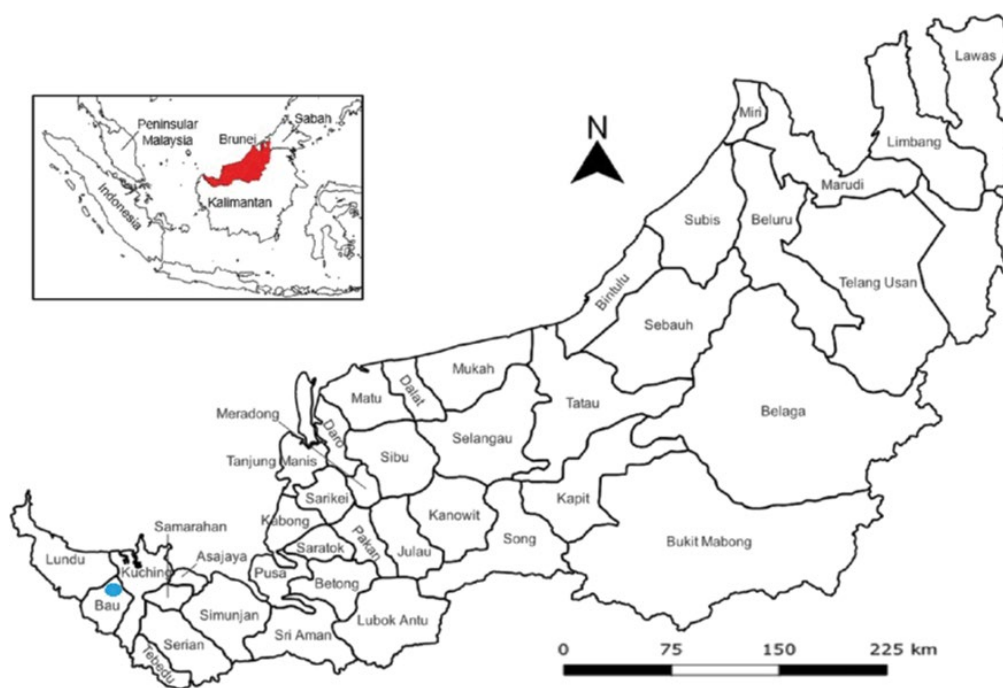 Peninsular
Malaysia
Brunei
Sabah
Indonesia
Kalimantan
N
Lawas
Miri
Limbang
Marudi
Subis
Beluru
Telang Usan
Bintulu
Sebauh
Mukah
Dalat
Matu
Tatau
Belaga
Meradong
Daro
Selangau
Sibu
Tanjung Manis
Sarikei
Kapit
Kanowit
Kabong
Samarahan
Pakan
Song
Bukit Mabong
Saratok
Julau
Lundu
Asajaya
Kuching
Pusa
Betong
Bau
Simunjan
Lubok Antu
Sri Aman
Serian
Tebedu
0 75 150 225 km